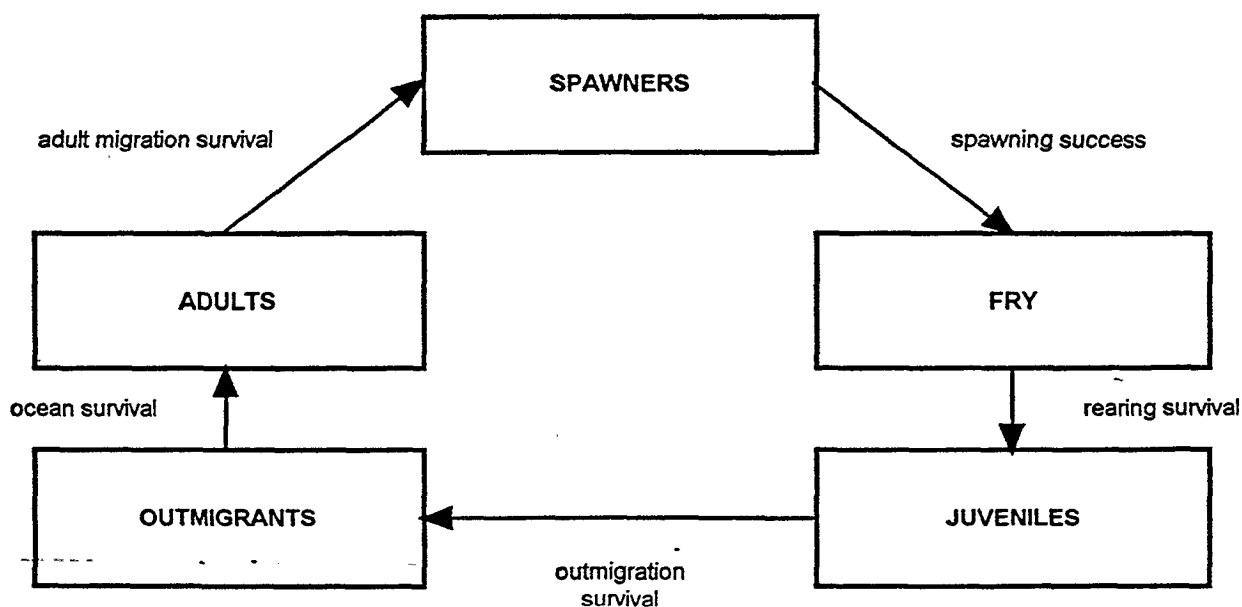 SPAWNERS
adult migration survival
spawning success
ADULTS
FRY
ocean survival
rearing survival
OUTMIGRANTS
JUVENILES
outmigration
survival